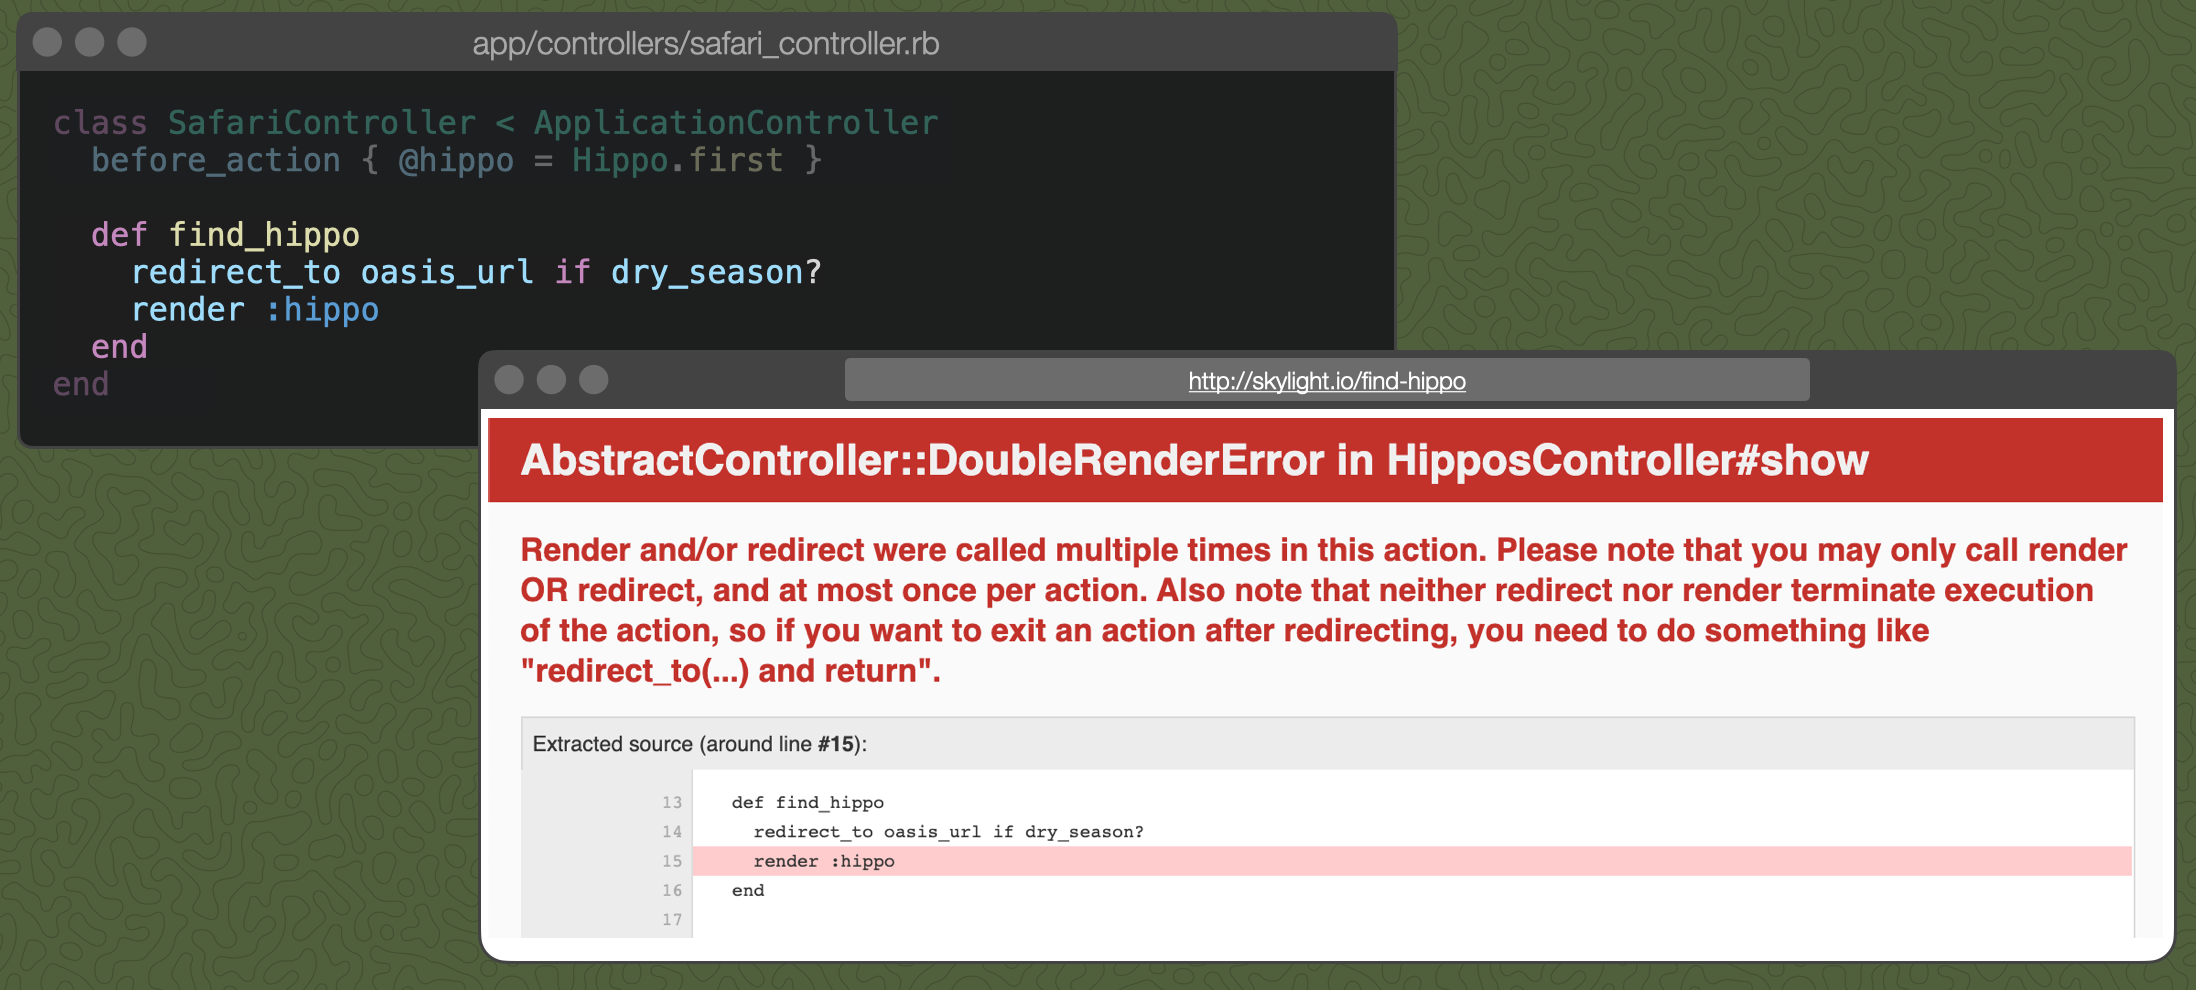 app/controllers/safari_controller.rb
class SafariController < ApplicationController
  before_action { @hippo = Hippo.first }
  def find_hippo
    redirect_to oasis_url if dry_season?
    render :hippo
  end
end
http://skylight.io/find-hippo
AbstractController::DoubleRenderError in HipposController#show
Render and/or redirect were called multiple times in this action. Please note that you may only call render
OR redirect, and at most once per action. Also note that neither redirect nor render terminate execution
of the action, so if you want to exit an action after redirecting, you need to do something like
"redirect_to(...) and return".
Extracted source (around line #15):
13 def find_hippo
14   redirect_to oasis_url if dry_season?
15   render :hippo
16 end
17